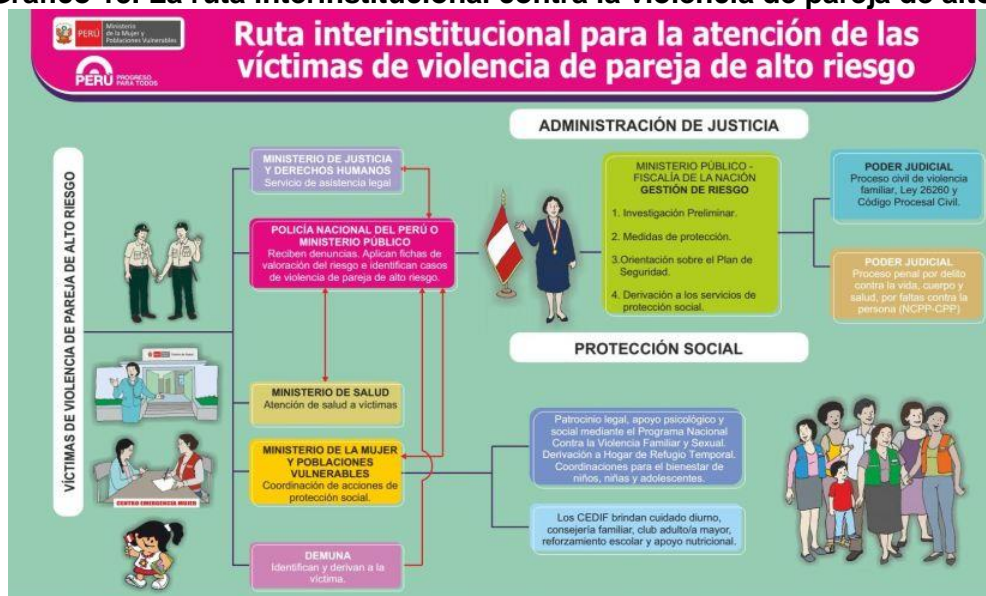 Gráfico 13. La ruta interinstitucional contra la violencia de pareja de alto
PERÚ
Ministerio
de la Mujer y
Poblaciones Vulnerables
PERÚ PROGRESO
PARA TODOS
Ruta interinstitucional para la atención de las
víctimas de violencia de pareja de alto riesgo
VÍCTIMAS DE VIOLENCIA DE PAREJA DE ALTO RIESGO
MINISTERIO DE JUSTICIA
Y DERECHOS HUMANOS
Servicio de asistencia legal
POLICÍA NACIONAL DEL PERÚ O
MINISTERIO PÚBLICO
Reciben denuncias. Aplican fichas de
valoración del riesgo e identifican casos
de violencia de pareja de alto riesgo.
MINISTERIO DE SALUD
Atención de salud a víctimas
MINISTERIO DE LA MUJER
Y POBLACIONES
VULNERABLES
Coordinación de acciones de
protección social.
CENTRO EMERGENCIA MUJER
DEMUNA
Identifican y derivan a la
víctima.
ADMINISTRACIÓN DE JUSTICIA
MINISTERIO PÚBLICO -
FISCALÍA DE LA NACIÓN
GESTIÓN DE RIESGO
1. Investigación Preliminar.
2. Medidas de protección.
3.Orientación sobre el Plan de
Seguridad.
4. Derivación a los servicios de
protección social.
PODER JUDICIAL
Proceso civil de violencia
familiar, Ley 26260 y
Código Procesal Civil.
PODER JUDICIAL
Proceso penal por delito
contra la vida, cuerpo y
salud, por faltas contra la
persona (NCPP-CPP)
PROTECCIÓN SOCIAL
Patrocinio legal, apoyo psicológico y
social mediante el Programa Nacional
Contra la Violencia Familiar y Sexual.
Derivación a Hogar de Refugio Temporal.
Coordinaciones para el bienestar de
niños, niñas y adolescentes.
Los CEDIF brindan cuidado diurno,
consejería familiar, club adulto/a mayor,
reforzamiento escolar y apoyo nutricional.